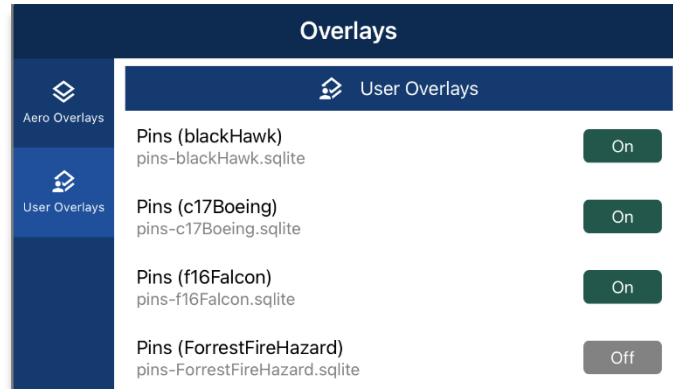 Overlays
Aero Overlays
User Overlays
User Overlays
Pins (blackHawk)
pins-blackHawk.sqlite
On
Pins (c17Boeing)
pins-c17Boeing.sqlite
On
Pins (f16Falcon)
pins-f16Falcon.sqlite
On
Pins (ForrestFireHazard)
pins-ForrestFireHazard.sqlite
Off